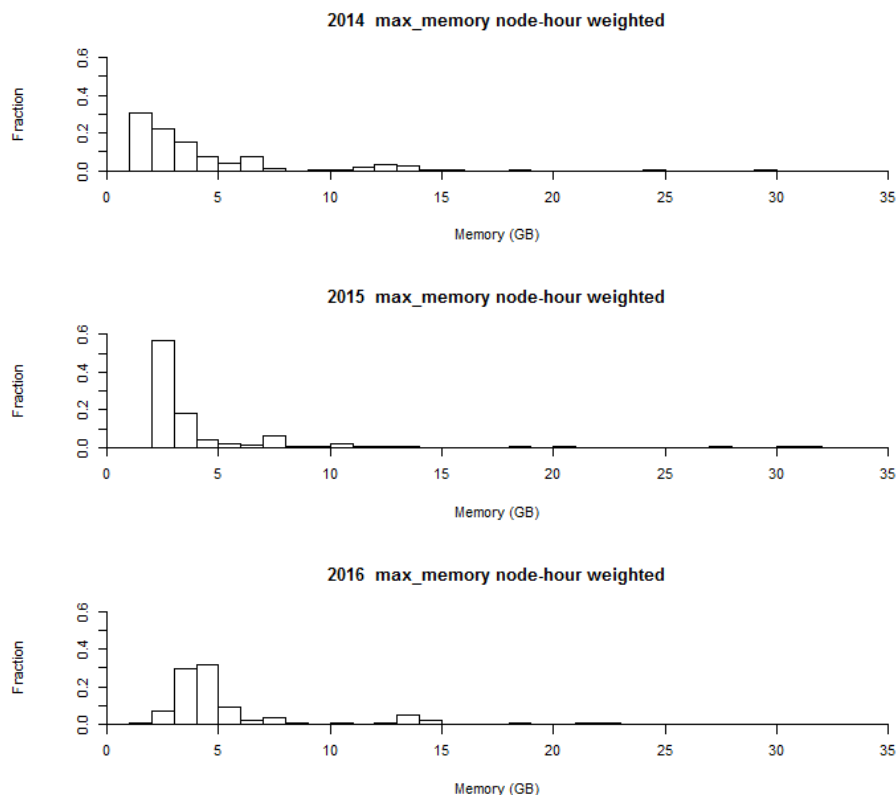 2014 max_memory node-hour weighted
Fraction
0.0 0.2 0.4 0.6
0 5 10 15 20 25 30 35
Memory (GB)
2015 max_memory node-hour weighted
Fraction
0.0 0.2 0.4 0.6
0 5 10 15 20 25 30 35
Memory (GB)
2016 max_memory node-hour weighted
Fraction
0.0 0.2 0.4 0.6
0 5 10 15 20 25 30 35
Memory (GB)